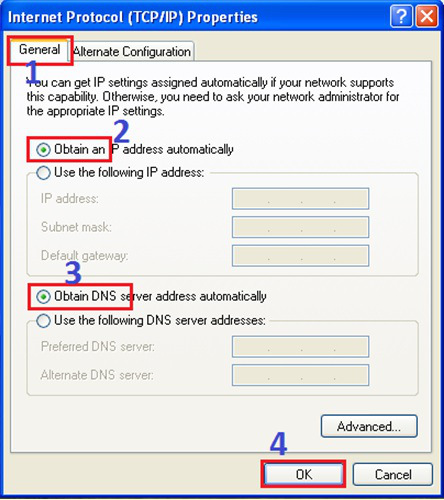 Internet Protocol (TCP/IP) Properties
General Alternate Configuration
1
You can get IP settings assigned automatically if your network supports
this capability. Otherwise, you need to ask your network administrator for
the appropriate IP settings.
2
Obtain an IP address automatically
Use the following IP address:
IP address:
Subnet mask:
Default gateway:
3
Obtain DNS server address automatically
Use the following DNS server addresses:
Preferred DNS server:
Alternate DNS server:
Advanced...
4
OK Cancel